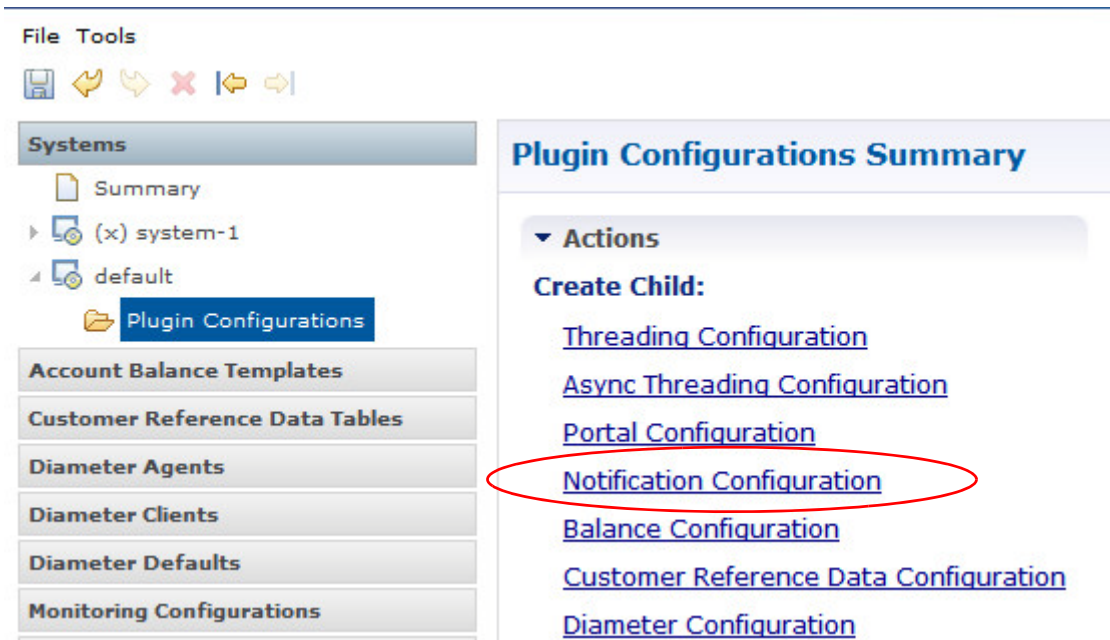 File Tools
Systems
Summary
(x) system-1
default
Plugin Configurations
Account Balance Templates
Customer Reference Data Tables
Diameter Agents
Diameter Clients
Diameter Defaults
Monitoring Configurations
Plugin Configurations Summary
Actions
Create Child:
Threading Configuration
Async Threading Configuration
Portal Configuration
Notification Configuration
Balance Configuration
Customer Reference Data Configuration
Diameter Configuration